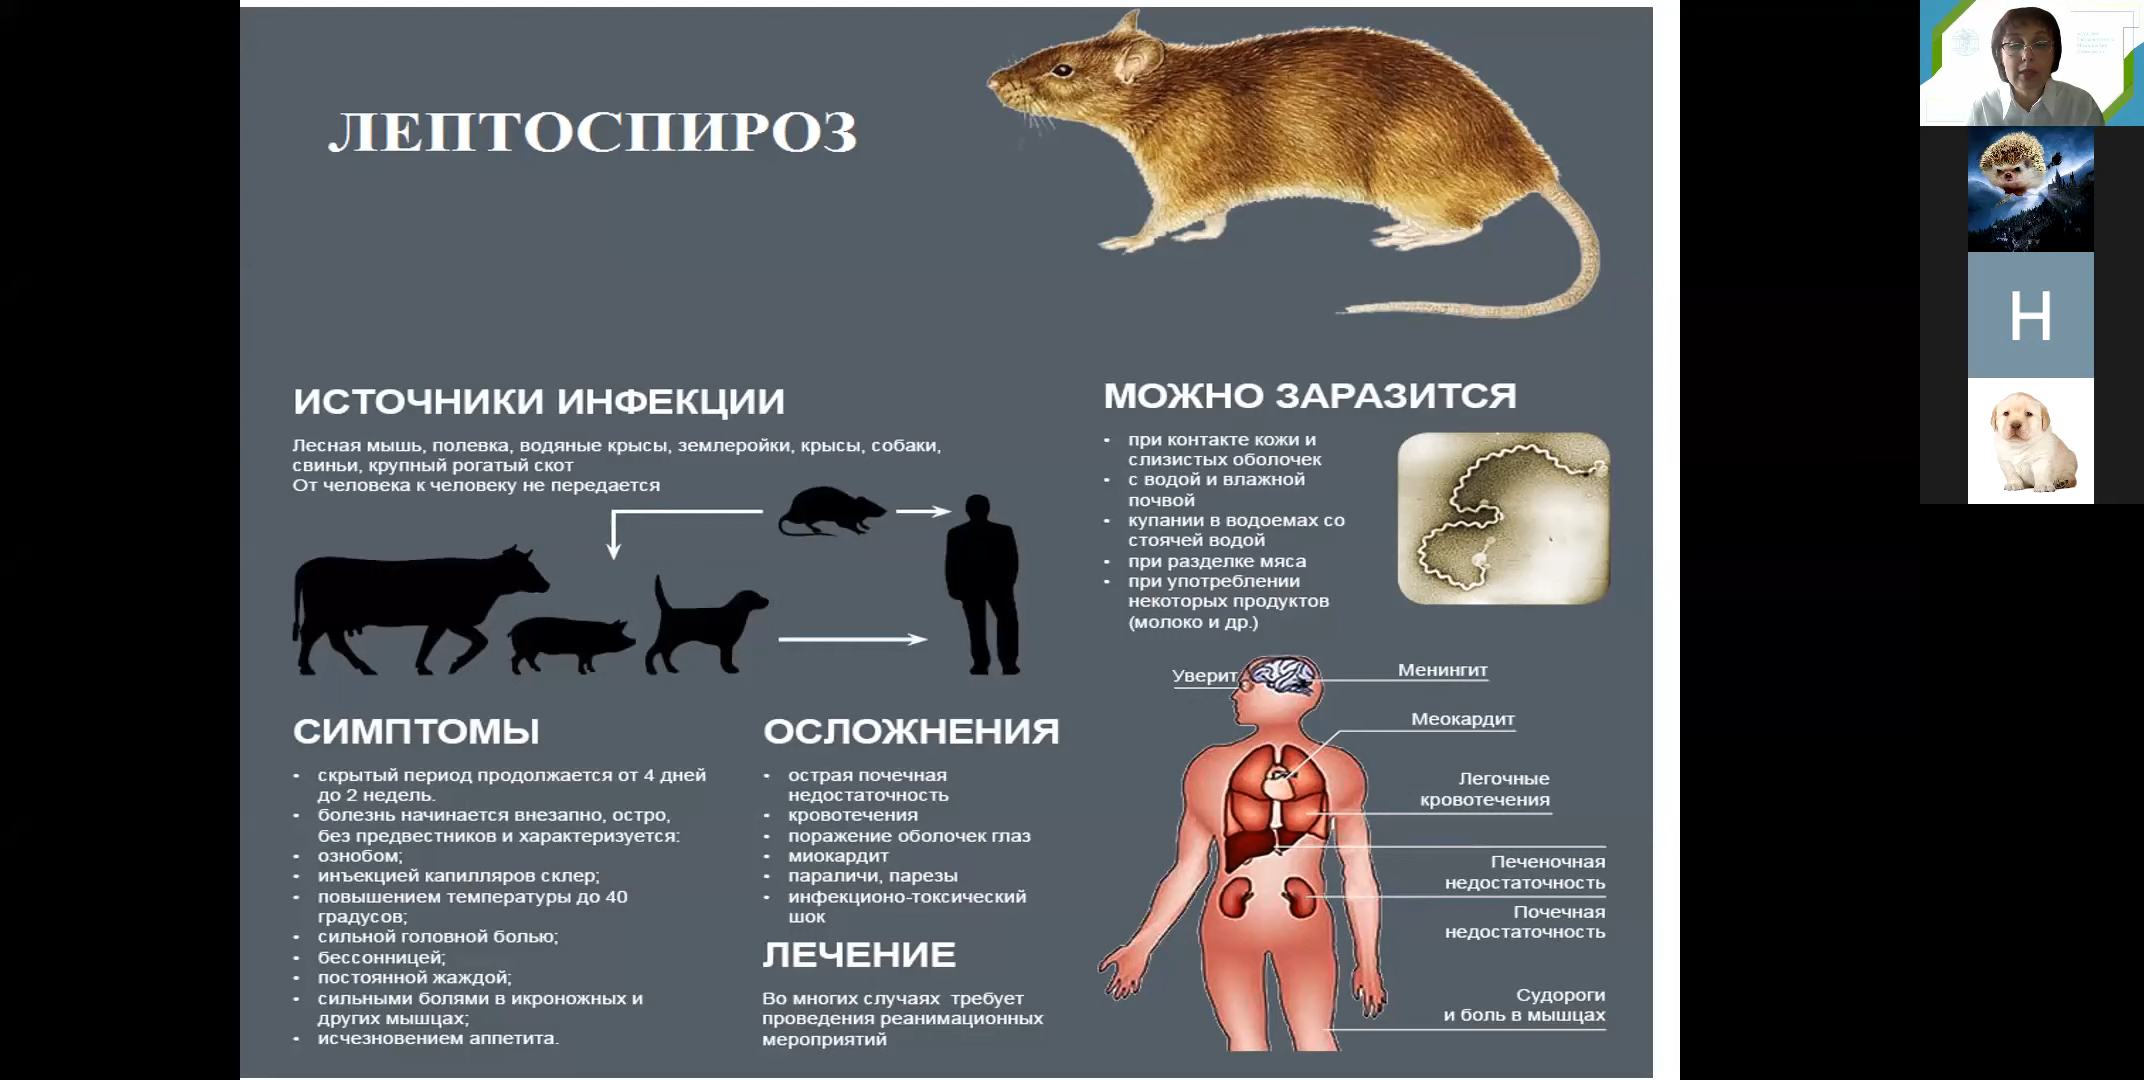 ЛЕПТОСПИРОЗ
ИСТОЧНИКИ ИНФЕКЦИИ
Лесная мышь, полевка, водяные крысы, землеройки, крысы, собаки,
свиньи, крупный рогатый скот
От человека к человеку не передается
МОЖНО ЗАРАЗИТСЯ
• при контакте кожи и
слизистых оболочек
• с водой и влажной
почвой
• купании в водоемах со
стоячей водой
• при разделке мяса
• при употреблении
некоторых продуктов
(молоко и др.)
СИМПТОМЫ
• скрытый период продолжается от 4 дней
до 2 недель.
• болезнь начинается внезапно, остро,
без предвестников и характеризуется:
• ознобом;
• инъекцией капилляров склер;
• повышением температуры до 40
градусов;
• сильной головной болью;
• бессонницей;
• постоянной жаждой;
• сильными болями в икроножных и
других мышцах;
• исчезновением аппетита.
ОСЛОЖНЕНИЯ
• острая почечная
недостаточность
• кровотечения
• поражение оболочек глаз
• миокардит
• параличи, парезы
• инфекционо-токсический
шок
ЛЕЧЕНИЕ
Во многих случаях требует
проведения реанимационных
мероприятий
Уверит
Менингит
Меокардит
Легочные
кровотечения
Печеночная
недостаточность
Почечная
недостаточность
Судороги
и боль в мышцах
Н